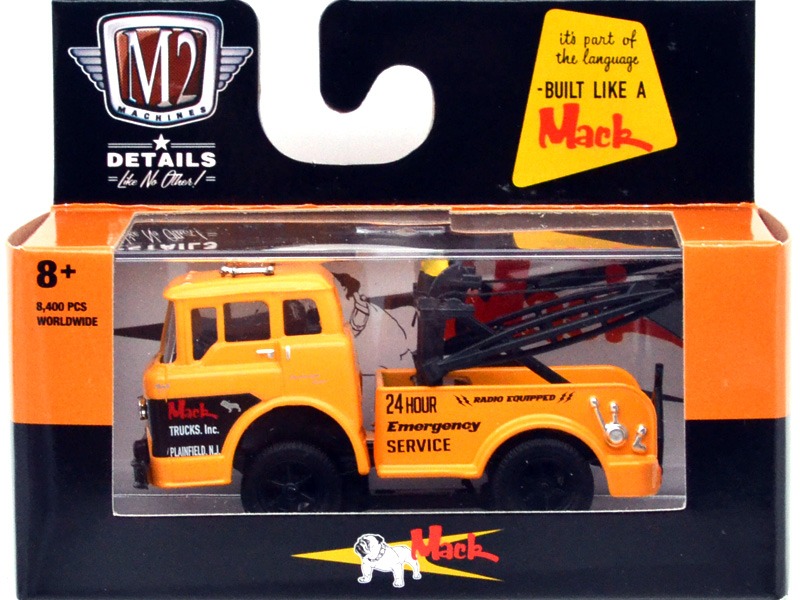 M2
MACHINES
DETAILS
Like No Other!
it's part of
the language
-BUILT LIKE A
Mack
8+
8,400 PCS
WORLDWIDE
Mack
TRUCKS. Inc.
PLAINFIELD, N.J.
24 HOUR
RADIO EQUIPPED
Emergency
SERVICE
Mack